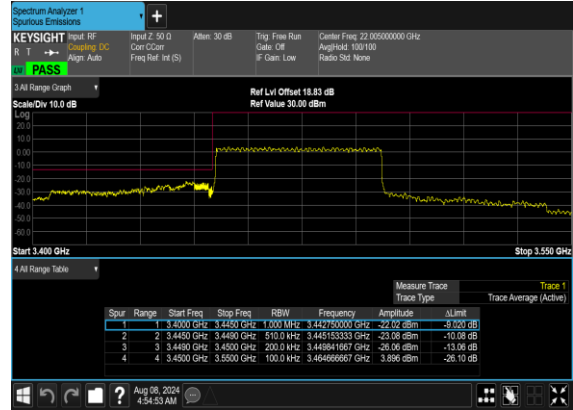 Spectrum Analyzer 1
Spurious Emissions
KEYSIGHT Input: RF Input Z: 50 Ω Atten: 30 dB Trig: Free Run Center Freq: 22.005000000 GHz
R T Coupling: DC Corr CCorr Gate: Off Avg|Hold: 100/100
Align: Auto Freq Ref: Int (S) IF Gain: Low Radio Std: None
PASS
3 All Range Graph
Ref Lvl Offset 18.83 dB
Scale/Div 10.0 dB Ref Value 30.00 dBm
Log
20.0
10.0
0.00
-10.0
-20.0
-30.0
-40.0
-50.0
-60.0
Start 3.400 GHz Stop 3.550 GHz
4 All Range Table
Measure Trace Trace 1
Trace Type Trace Average (Active)
Spur Range Start Freq Stop Freq RBW Frequency Amplitude ΔLimit
1 1 3.4000 GHz 3.4450 GHz 1.000 MHz 3.442750000 GHz -22.02 dBm -9.020 dB
2 2 3.4450 GHz 3.4490 GHz 510.0 kHz 3.445153333 GHz -23.08 dBm -10.08 dB
3 3 3.4490 GHz 3.4500 GHz 200.0 kHz 3.449841667 GHz -26.06 dBm -13.06 dB
4 4 3.4500 GHz 3.5500 GHz 100.0 kHz 3.464666667 GHz 3.896 dBm -26.10 dB
? Aug 08, 2024
4:54:53 AM